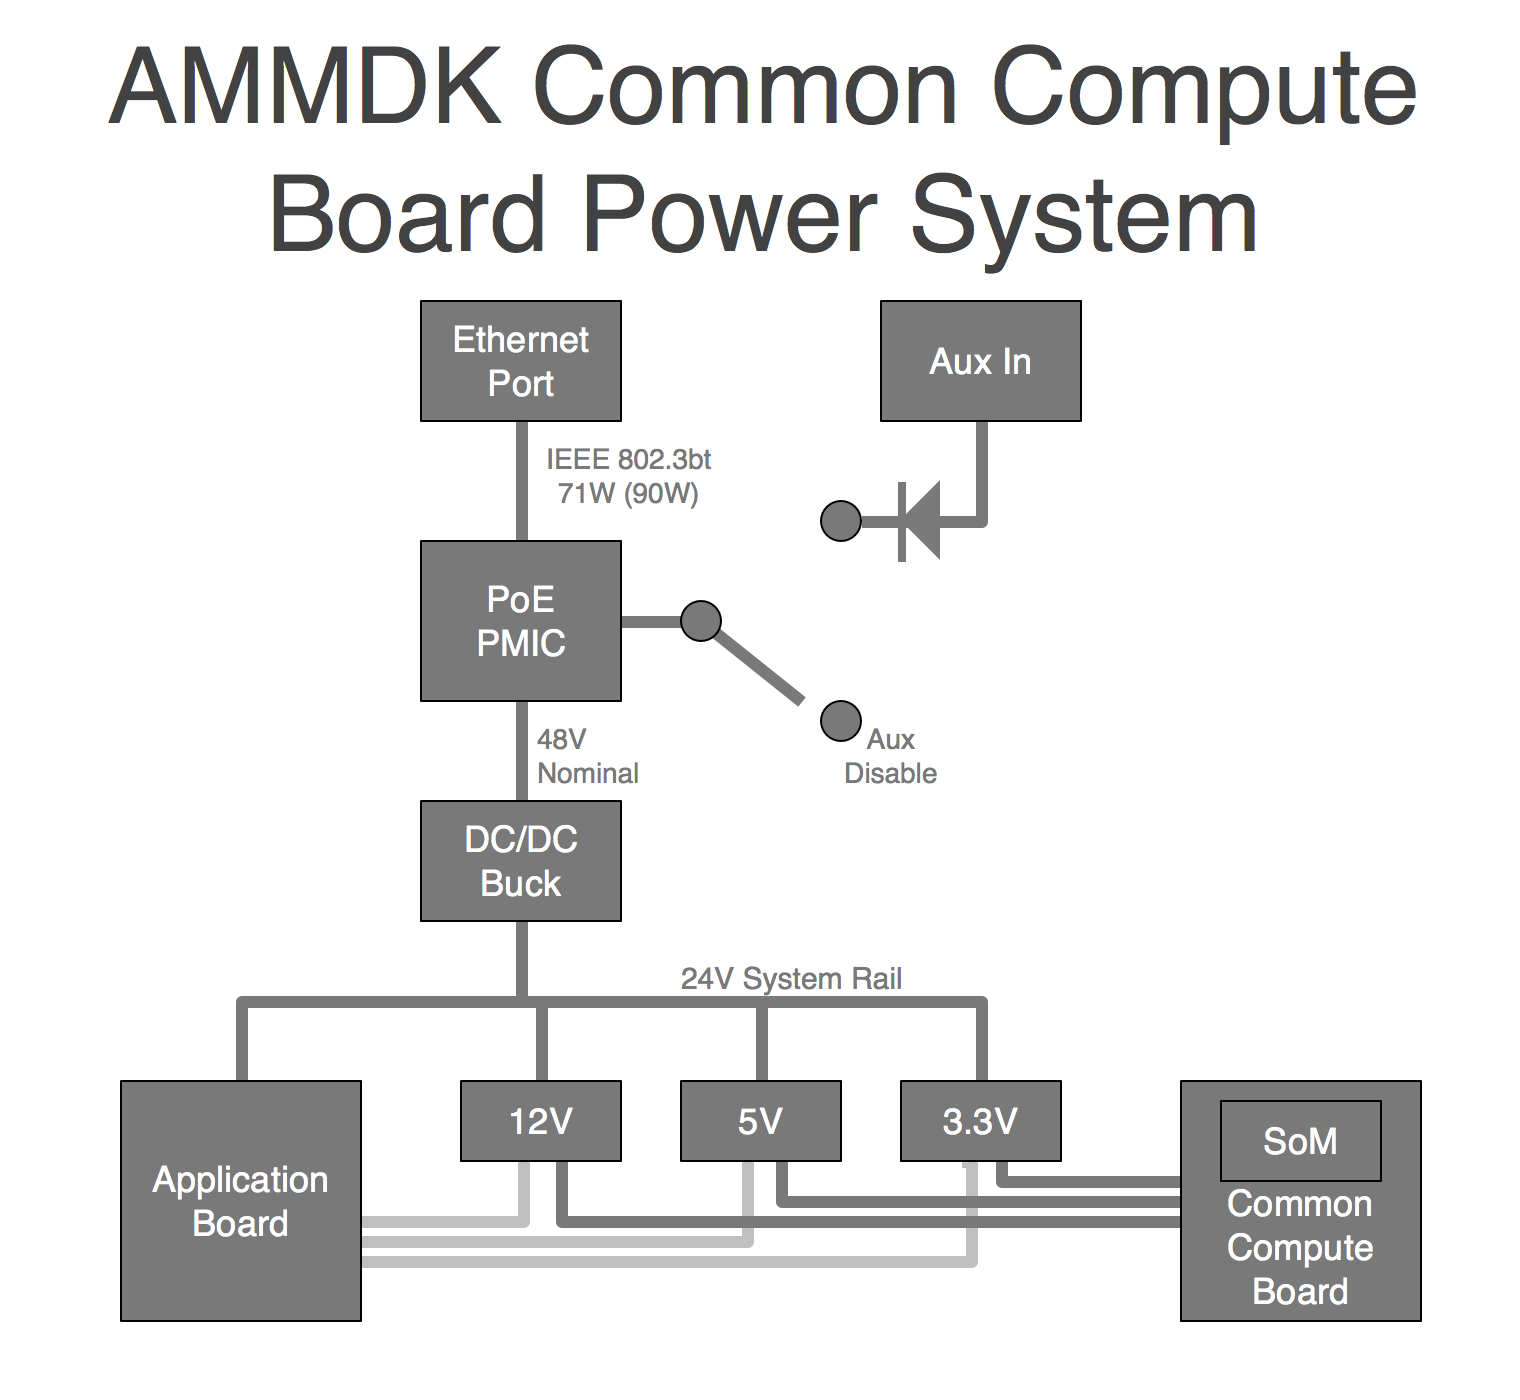 AMMDK Common Compute
Board Power System
Ethernet
Port
Aux In
IEEE 802.3bt
71W (90W)
PoE
PMIC
48V
Nominal
Aux
Disable
DC/DC
Buck
24V System Rail
Application
Board
12V
5V
3.3V
SoM
Common
Compute
Board